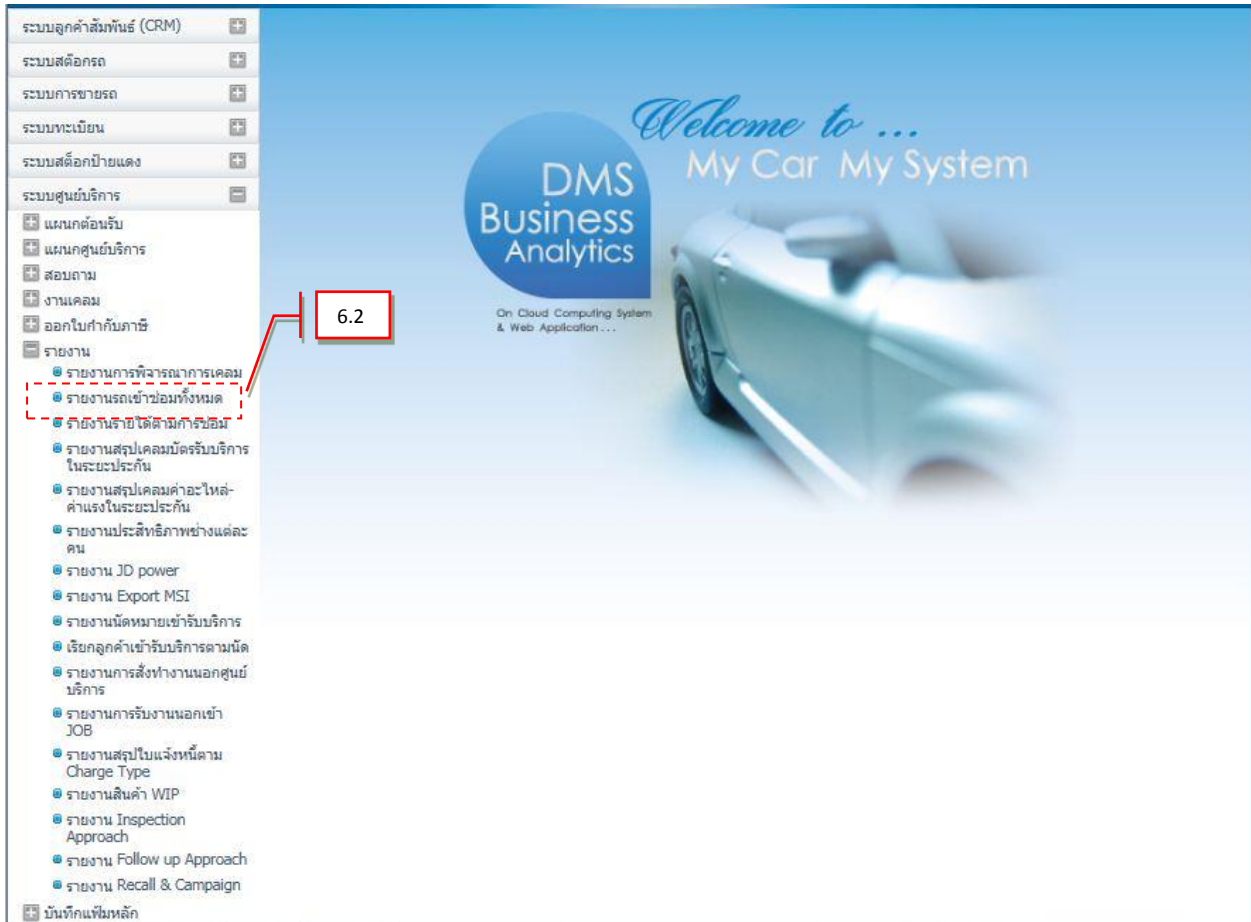 ระบบลูกค้าสัมพันธ์ (CRM)
ระบบสต๊อกรถ
ระบบการขายรถ
ระบบทะเบียน
ระบบสต็อกป้ายแดง
ระบบศูนย์บริการ
แผนกต้อนรับ
แผนกศูนย์บริการ
สอบถาม
งานเคลม
ออกใบกำกับภาษี
รายงาน
รายงานการพิจารณาการเคลม
รายงานรถเข้าซ่อมทั้งหมด
รายงานรายได้ตามการซ่อม
รายงานสรุปเคลมบัตรรับบริการ
ในระยะประกัน
รายงานสรุปเคลมค่าอะไหล่-
ค่าแรงในระยะประกัน
รายงานประสิทธิภาพช่างแต่ละ
คน
รายงาน JD power
รายงาน Export MSI
รายงานนัดหมายเข้ารับบริการ
เรียกลูกค้าเข้ารับบริการตามนัด
รายงานการสั่งทำงานนอกศูนย์
บริการ
รายงานการรับงานนอกเข้า
JOB
รายงานสรุปใบแจ้งหนี้ตาม
Charge Type
รายงานสินค้า WIP
รายงาน Inspection
Approach
รายงาน Follow up Approach
รายงาน Recall & Campaign
บันทึกแฟ้มหลัก
6.2
Welcome to ...
My Car My System
DMS
Business
Analytics
On Cloud Computing System
& Web Application...